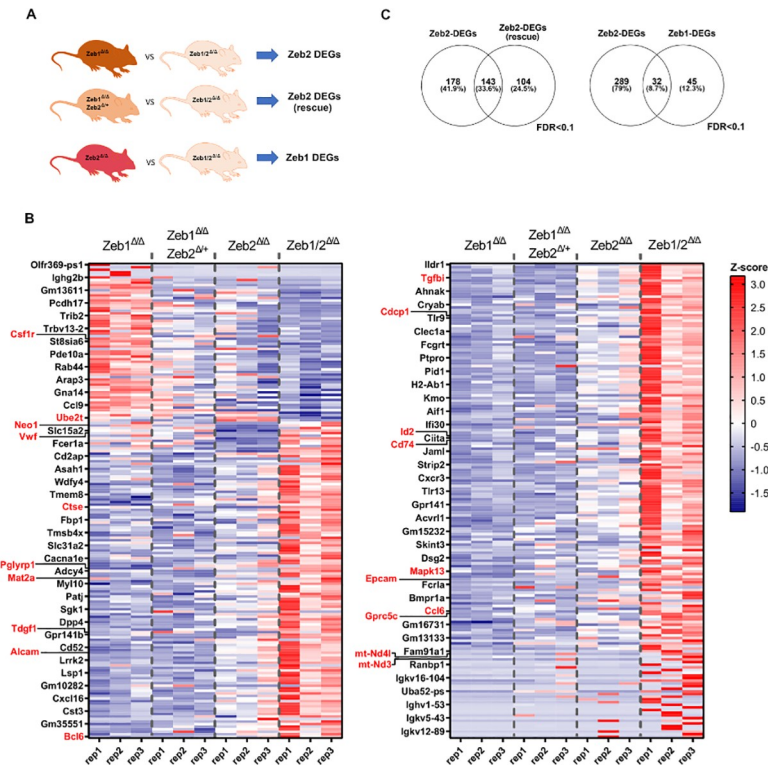 A
Zeb1Δ/Δ
vs
Zeb1/2Δ/Δ
Zeb2 DEGs
Zeb1Δ/Δ
Zeb2Δ/+
vs
Zeb1/2Δ/Δ
Zeb2 DEGs
(rescue)
Zeb2Δ/Δ
vs
Zeb1/2Δ/Δ
Zeb1 DEGs
C
Zeb2-DEGs
Zeb2-DEGs
(rescue)
178
(41.9%)
143
(33.6%)
104
(24.5%)
FDR<0.1
Zeb2-DEGs
Zeb1-DEGs
289
(79%)
32
(8.7%)
45
(12.3%)
FDR<0.1
B
Zeb1Δ/Δ
Zeb1Δ/Δ
Zeb2Δ/+
Zeb2Δ/Δ
Zeb1/2Δ/Δ
Olfr369-ps1
Ighg2b
Gm13611
Pcdh17
Trib2
Trbv13-2
Csf1r
St8sia6
Pde10a
Rab44
Arap3
Gna14
Ccl9
Ube2t
Neo1
Slc15a2
Vwf
Fcer1a
Cd2ap
Asah1
Wdfy4
Tmem8
Ctse
Fbp1
Tmsb4x
Slc31a2
Cacna1e
Pglyrp1
Adcy4
Mat2a
Myl10
Patj
Sgk1
Dpp4
Tdgf1
Gpr141b
Cd52
Alcam
Lrrk2
Lsp1
Gm10282
Cxcl16
Cst3
Gm35551
Bcl6
rep1
rep2
rep3
rep1
rep2
rep3
rep1
rep2
rep3
rep1
rep2
rep3
Zeb1Δ/Δ
Zeb1Δ/Δ
Zeb2Δ/+
Zeb2Δ/Δ
Zeb1/2Δ/Δ
Ildr1
Tgfbi
Ahnak
Cryab
Cdcp1
Tlr9
Clec1a
Fcgrt
Ptpro
Pid1
H2-Ab1
Kmo
Aif1
Ifi30
Id2
Ciita
Cd74
Jaml
Strip2
Cxcr3
Tlr13
Gpr141
Acvrl1
Gm15232
Skint3
Dsg2
Mapk13
Epcam
Fcrla
Bmpr1a
Ccl6
Gprc5c
Gm16731
Gm13133
mt-Nd4l
Fam91a1
mt-Nd3
Ranbp1
Igkv16-104
Uba52-ps
Ighv1-53
Igkv5-43
Igkv12-89
rep1
rep2
rep3
rep1
rep2
rep3
rep1
rep2
rep3
rep1
rep2
rep3
Z-score
3.0
2.5
2.0
1.5
1.0
0.5
0
-0.5
-1.0
-1.5